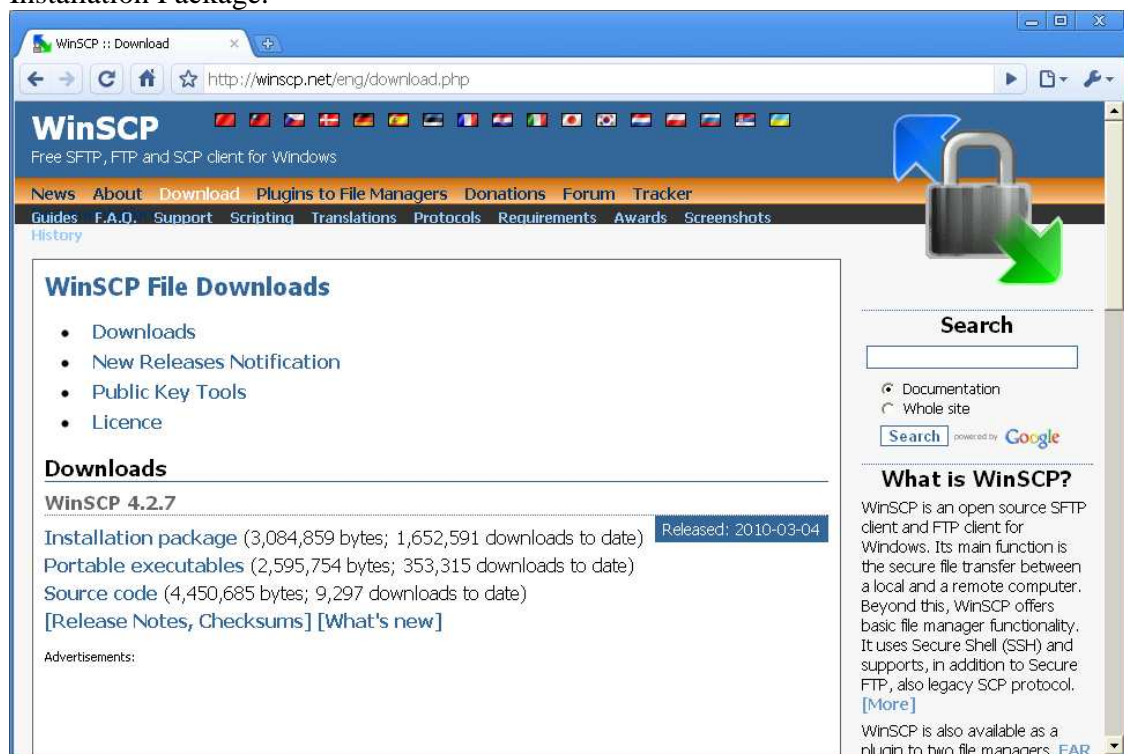 Installation Package.
WinSCP :: Download
http://winscp.net/eng/download.php
WinSCP
Free SFTP, FTP and SCP client for Windows
News About Download Plugins to File Managers Donations Forum Tracker
Guides F.A.Q. Support Scripting Translations Protocols Requirements Awards Screenshots
History
WinSCP File Downloads
• Downloads
• New Releases Notification
• Public Key Tools
• Licence
Downloads
WinSCP 4.2.7
Released: 2010-03-04
Installation package (3,084,859 bytes; 1,652,591 downloads to date)
Portable executables (2,595,754 bytes; 353,315 downloads to date)
Source code (4,450,685 bytes; 9,297 downloads to date)
[Release Notes, Checksums] [What's new]
Advertisements:
Search
Documentation
Whole site
Search powered by Google
What is WinSCP?
WinSCP is an open source SFTP
client and FTP client for
Windows. Its main function is
the secure file transfer between
a local and a remote computer.
Beyond this, WinSCP offers
basic file manager functionality.
It uses Secure Shell (SSH) and
supports, in addition to Secure
FTP, also legacy SCP protocol.
[More]
WinSCP is also available as a
plugin to two file managers, FAR